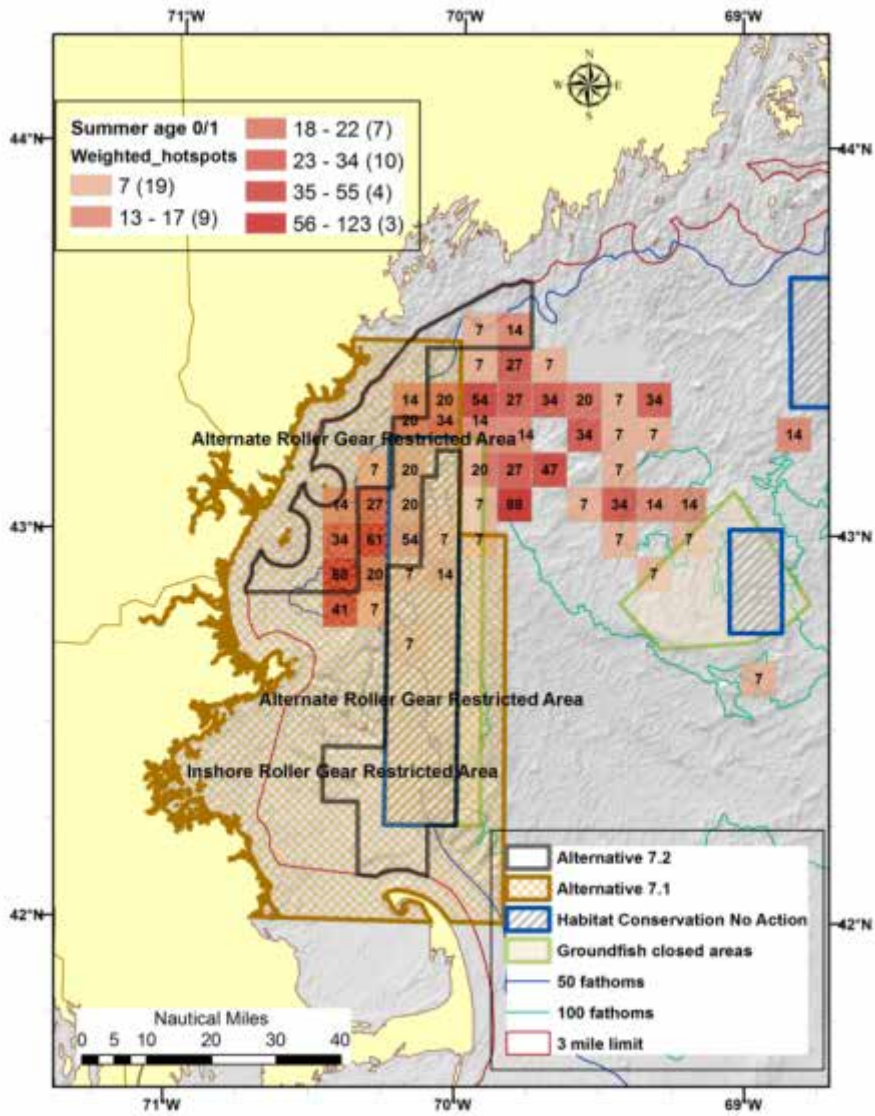 71°W 70°W 69°W
N
W E
S
Summer age 0/1
Weighted_hotspots
7 (19)
13 - 17 (9)
18 - 22 (7)
23 - 34 (10)
35 - 55 (4)
56 - 123 (3)
44°N 44°N
7 14
7 27 7
14 20 54 27 34 20 7 34
20 34 14
Alternate Roller Gear Restricted Area
14 34 7 7 14
7 20 20 27 47 7
14 27 20 7 88 7 34 14 14
43°N 43°N
34 61 54 7 7 7 7
68 20 7 14 7
41 7
7
7
Alternate Roller Gear Restricted Area
Inshore Roller Gear Restricted Area
42°N 42°N
Alternative 7.2
Alternative 7.1
Habitat Conservation No Action
Groundfish closed areas
50 fathoms
100 fathoms
3 mile limit
Nautical Miles
0 5 10 20 30 40
71°W 70°W 69°W